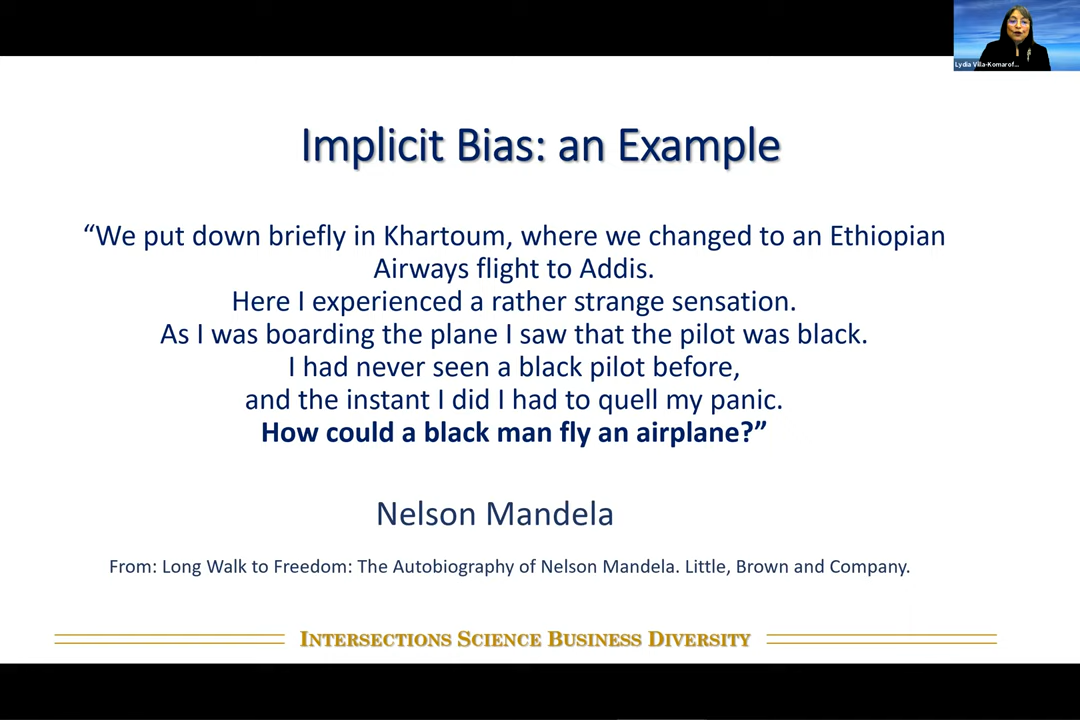 Lydia Villa-Komarof...
Implicit Bias: an Example
“We put down briefly in Khartoum, where we changed to an Ethiopian
Airways flight to Addis.
Here I experienced a rather strange sensation.
As I was boarding the plane I saw that the pilot was black.
I had never seen a black pilot before,
and the instant I did I had to quell my panic.
How could a black man fly an airplane?”
Nelson Mandela
From: Long Walk to Freedom: The Autobiography of Nelson Mandela. Little, Brown and Company.
INTERSECTIONS SCIENCE BUSINESS DIVERSITY